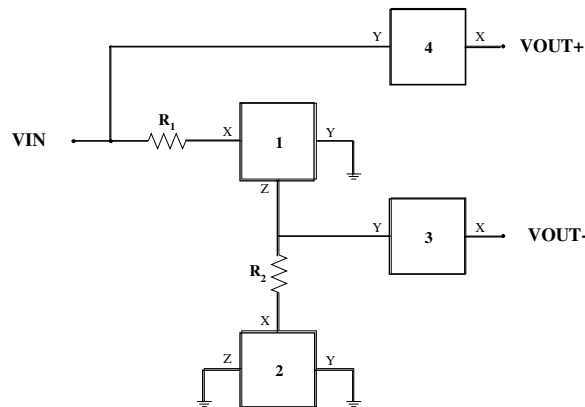 Y 4 X VOUT+
R1
VIN X 1 Y
Z
Y 3 X VOUT-
R2
X
Z 2 Y